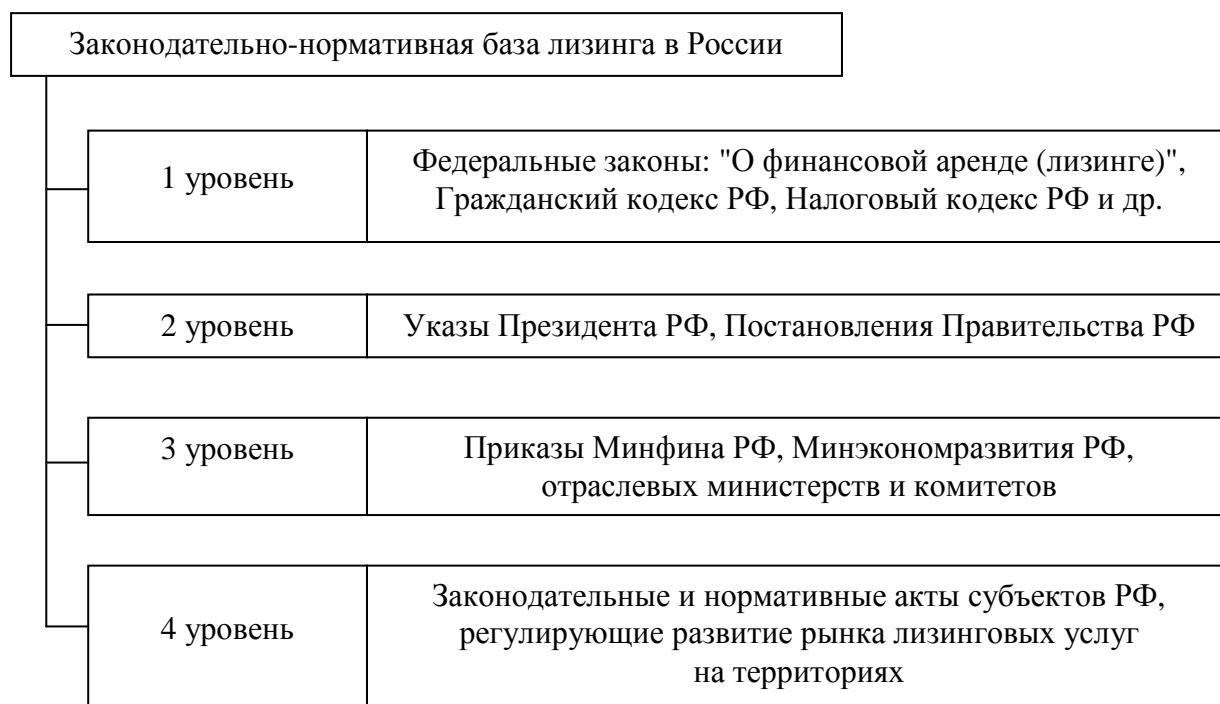 Законодательно-нормативная база лизинга в России
1 уровень
Федеральные законы: "О финансовой аренде (лизинге)",
Гражданский кодекс РФ, Налоговый кодекс РФ и др.
2 уровень
Указы Президента РФ, Постановления Правительства РФ
3 уровень
Приказы Минфина РФ, Минэкономразвития РФ,
отраслевых министерств и комитетов
4 уровень
Законодательные и нормативные акты субъектов РФ,
регулирующие развитие рынка лизинговых услуг
на территориях